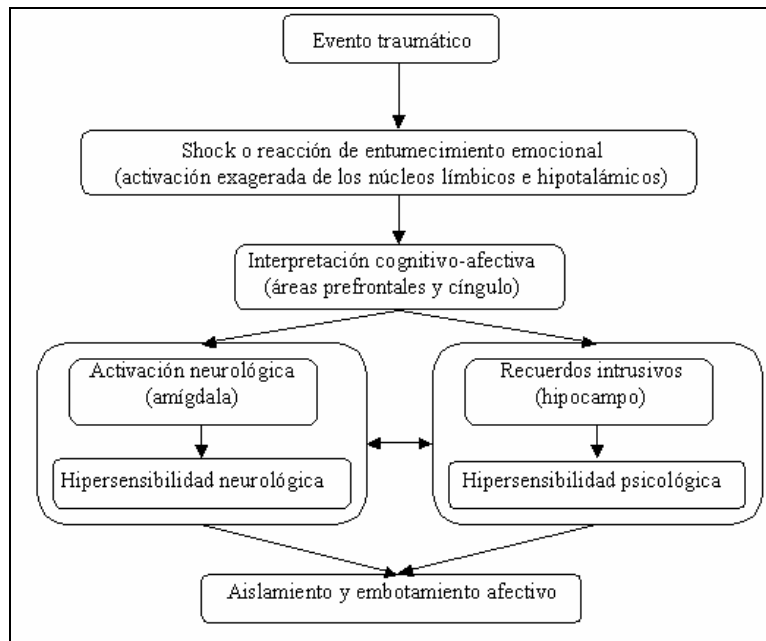 Evento traumático
Shock o reacción de entumecimiento emocional
(activación exagerada de los núcleos límbicos e hipotalámicos)
Interpretación cognitivo-afectiva
(áreas prefrontales y cíngulo)
Activación neurológica
(amígdala)
Hipersensibilidad neurológica
Recuerdos intrusivos
(hipocampo)
Hipersensibilidad psicológica
Aislamiento y embotamiento afectivo